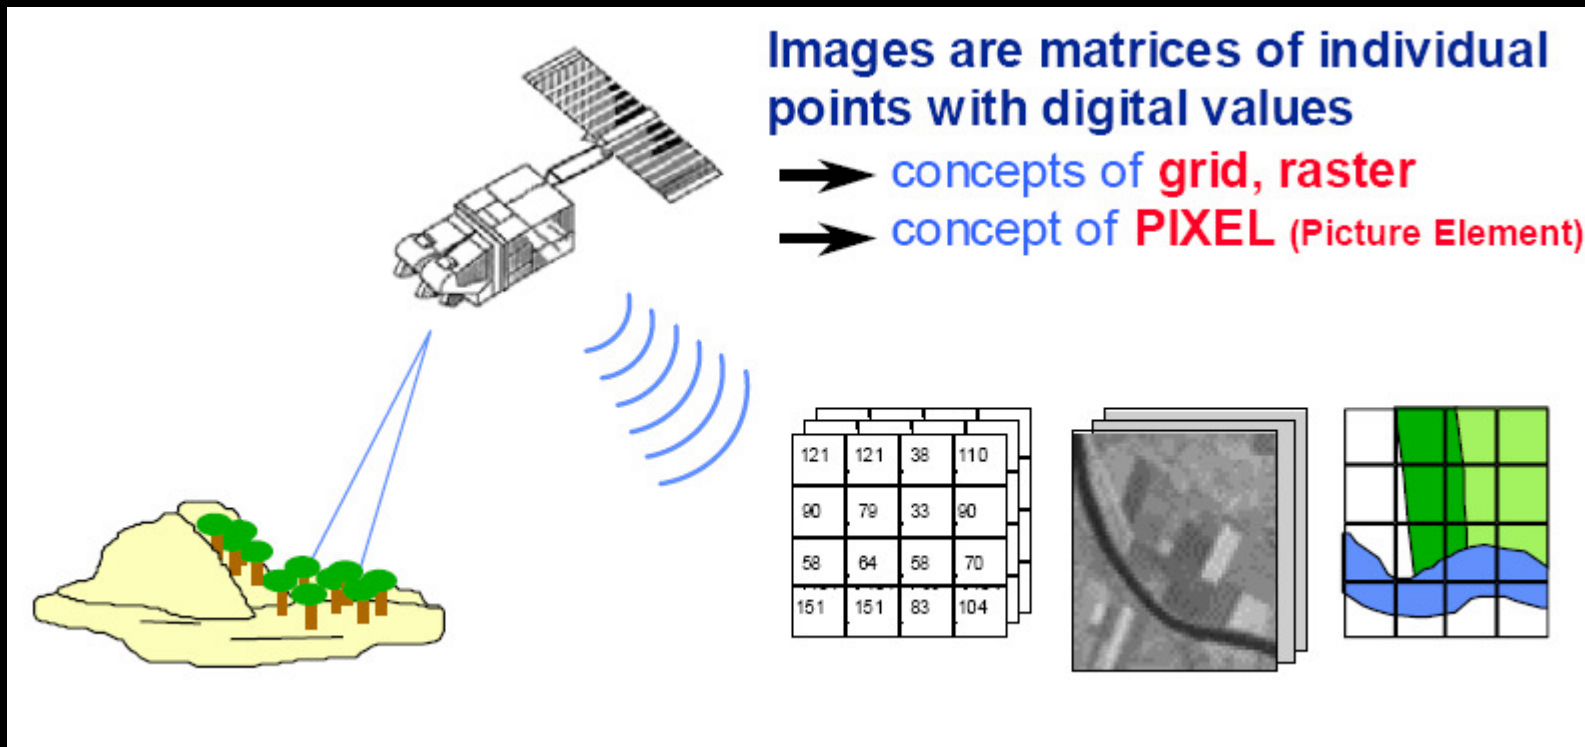 Images are matrices of individual
points with digital values
concepts of grid, raster
concept of PIXEL (Picture Element)
121 121 38 110
90 79 33 90
58 64 58 70
151 151 83 104